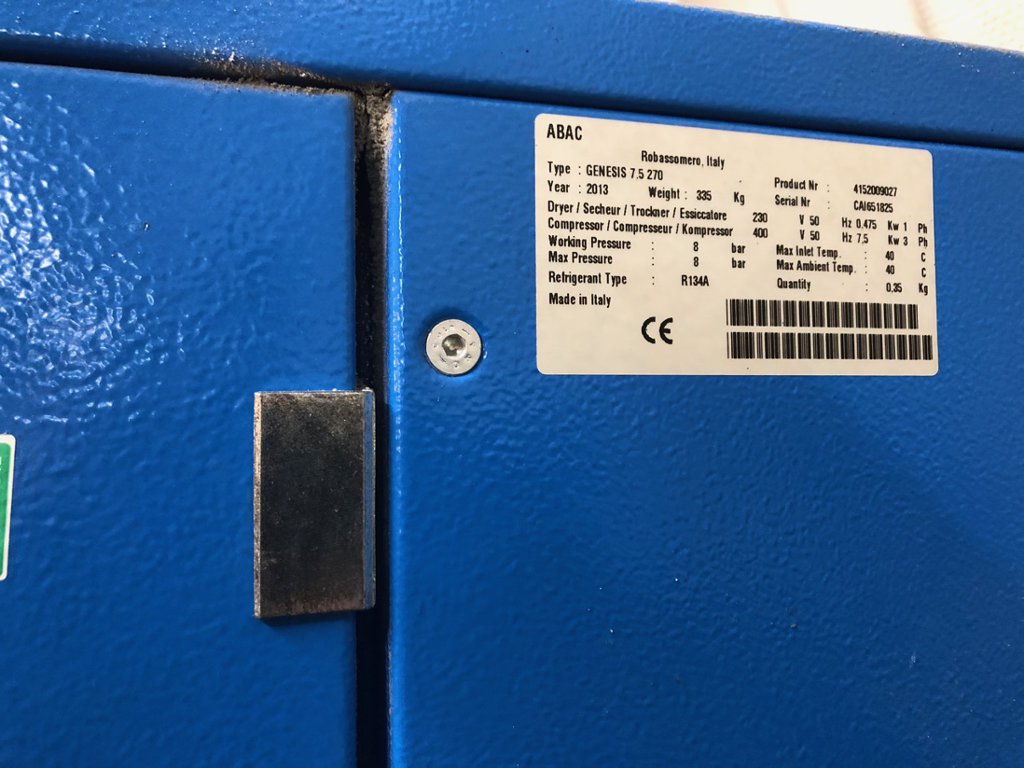 ABAC
Robassomero, Italy
Type : GENESIS 7.5 270
Product Nr : 4152009027
Year : 2013 Weight : 335 Kg
Serial Nr : CAI651825
Dryer / Secheur / Trockner / Essiccatore 230 V 50 Hz 0.475 Kw 1 Ph
Compressor / Compresseur / Kompressor 400 V 50 Hz 7,5 Kw 3 Ph
Working Pressure : 8 bar Max Inlet Temp. : 40 C
Max Pressure : 8 bar Max Ambient Temp. : 40 C
Refrigerant Type : R134A Quantity : 0,35 Kg
Made in Italy
CE